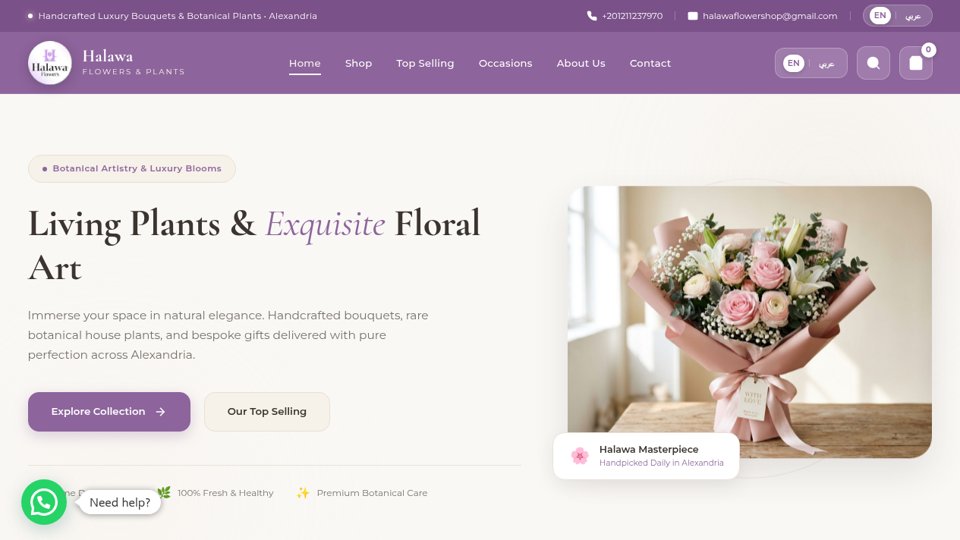 Handcrafted Luxury Bouquets & Botanical Plants • Alexandria
+201211237970
halawaflowershop@gmail.com
EN
عربي
Halawa
Flowers
Halawa
FLOWERS & PLANTS
Home
Shop
Top Selling
Occasions
About Us
Contact
EN
عربي
0
Botanical Artistry & Luxury Blooms
Living Plants & Exquisite Floral
Art
Immerse your space in natural elegance. Handcrafted bouquets, rare
botanical house plants, and bespoke gifts delivered with pure
perfection across Alexandria.
Explore Collection
Our Top Selling
WITH
LOVE
Halawa Masterpiece
Handpicked Daily in Alexandria
100% Fresh & Healthy
Premium Botanical Care
Need help?